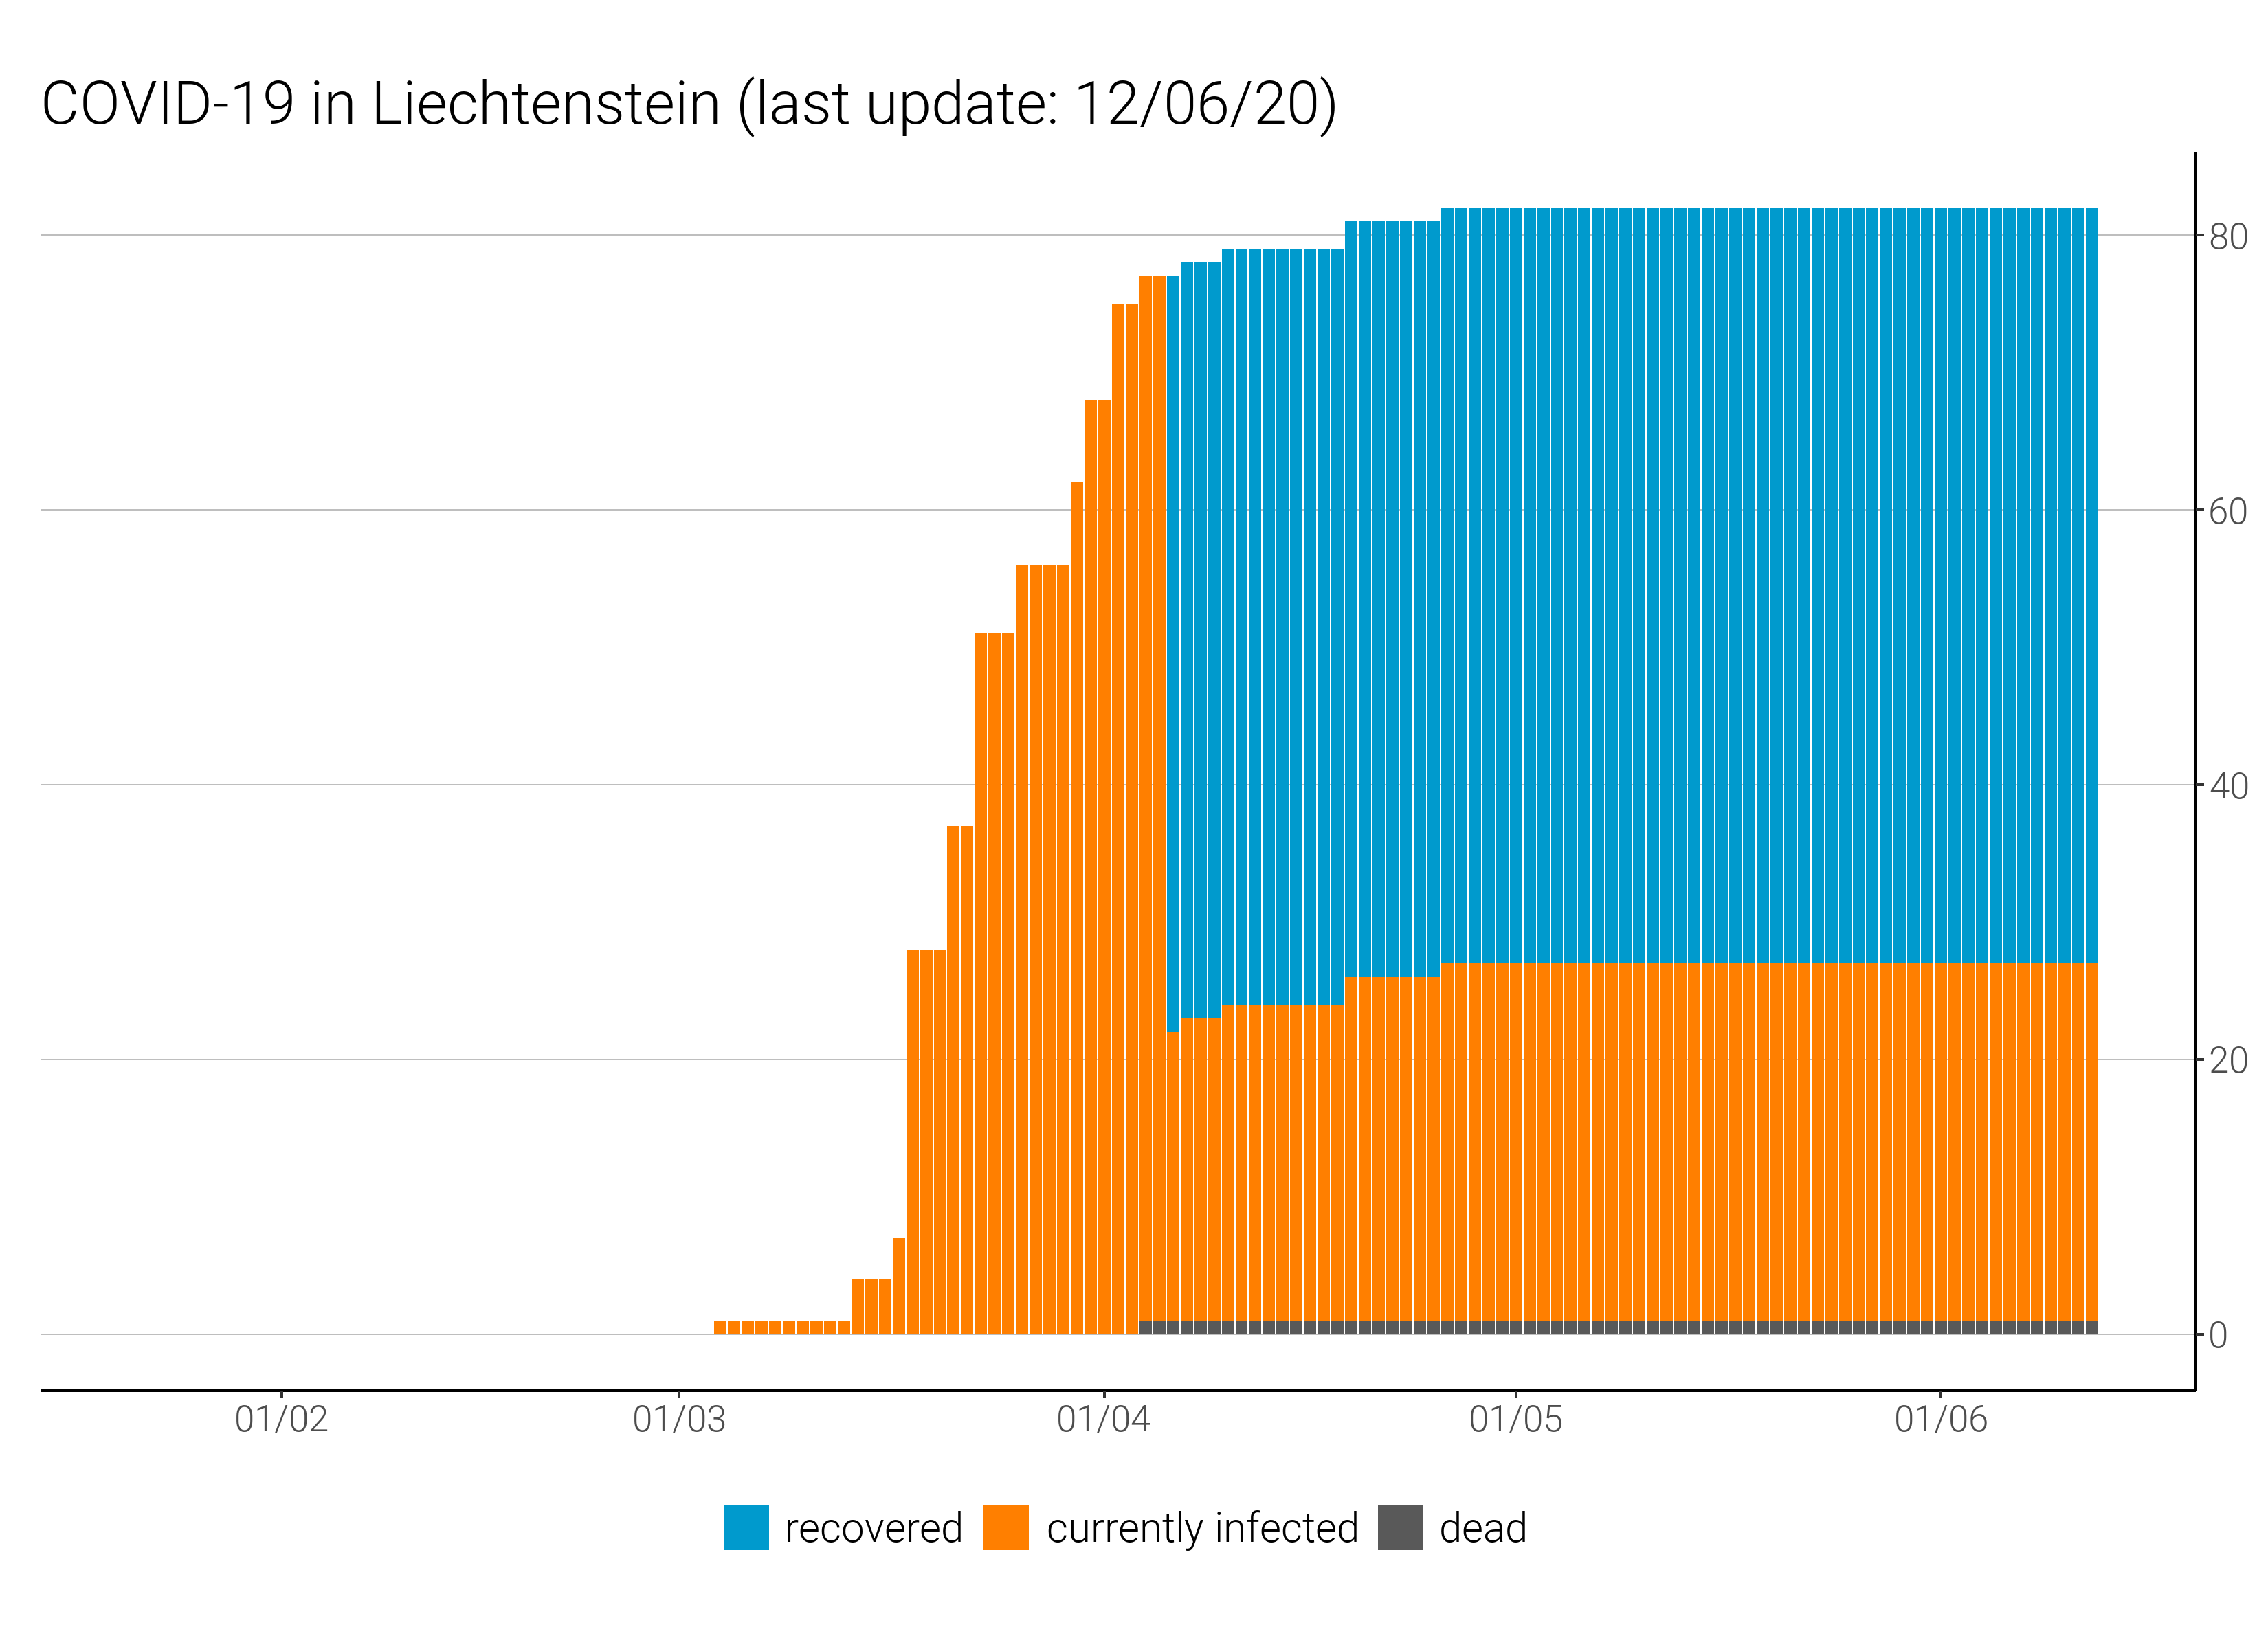 COVID-19 in Liechtenstein (last update: 12/06/20)
80
60
40
20
0
01/02 01/03 01/04 01/05 01/06
recovered currently infected dead